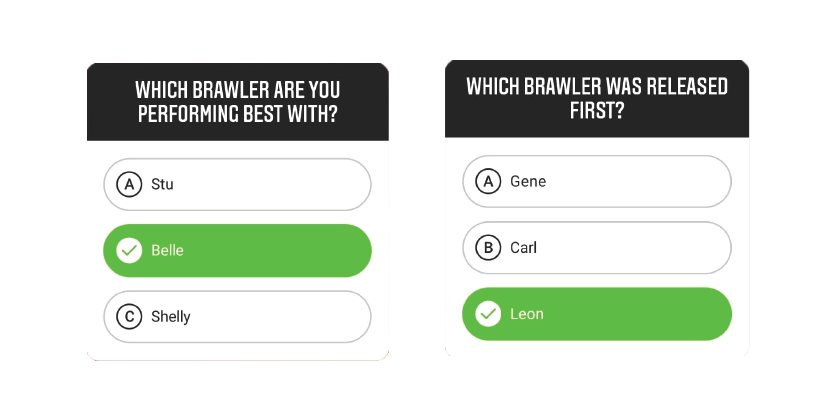 WHICH BRAWLER ARE YOU
PERFORMING BEST WITH?
A Stu
Belle
C Shelly
WHICH BRAWLER WAS RELEASED
FIRST?
A Gene
B Carl
Leon